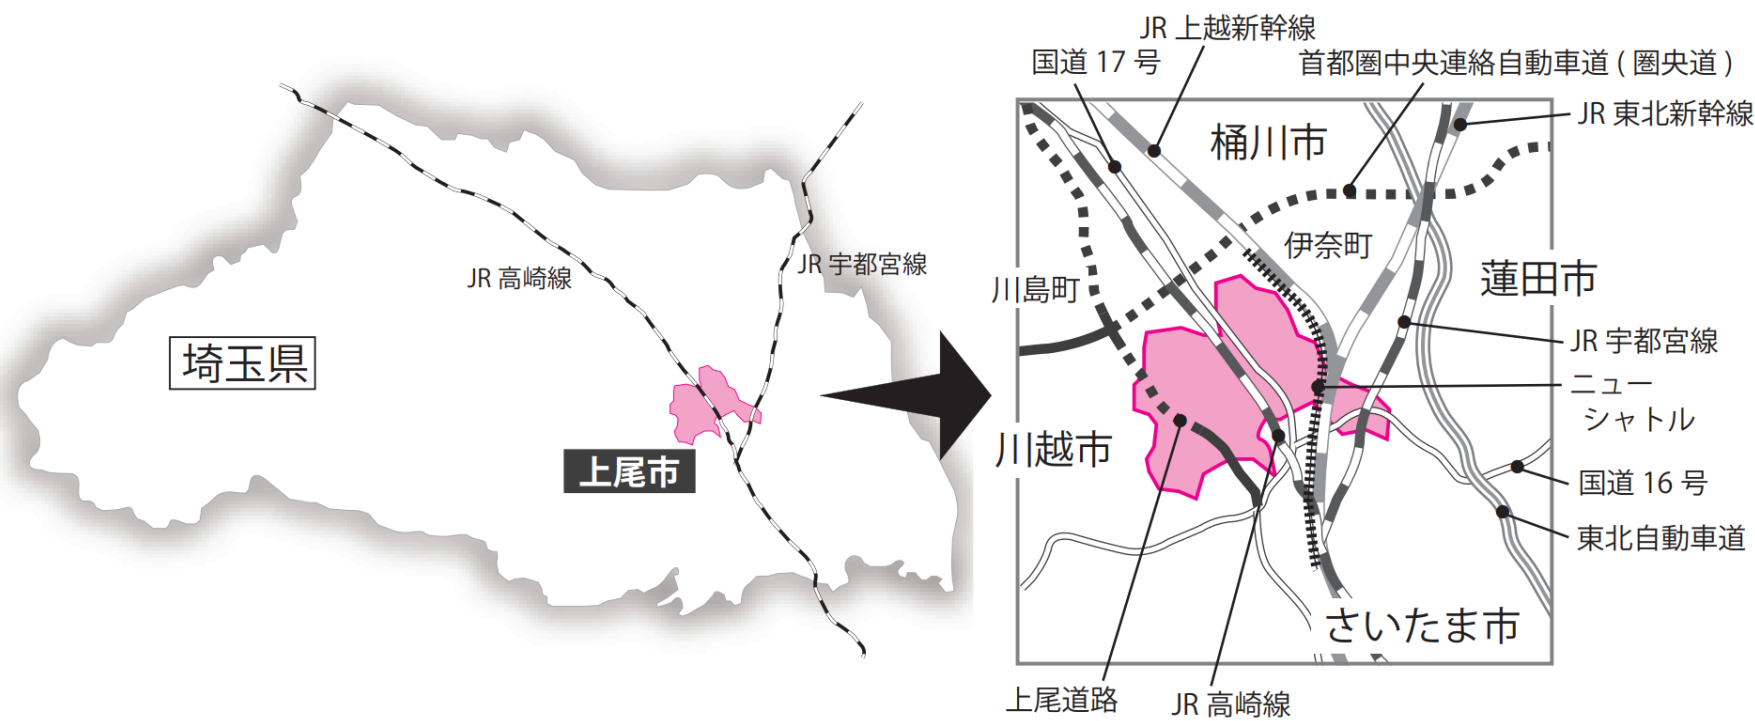 JR 高崎線
JR 宇都宮線
埼玉県
上尾市
JR 上越新幹線
国道 17 号
首都圏中央連絡自動車道 ( 圏央道 )
JR 東北新幹線
桶川市
伊奈町
川島町
蓮田市
JR 宇都宮線
ニュー
シャトル
川越市
国道 16 号
東北自動車道
さいたま市
上尾道路
JR 高崎線